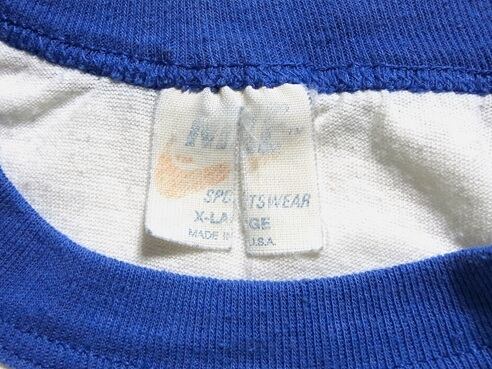 NIKE
SPORTSWEAR
X-LARGE
MADE IN U.S.A.